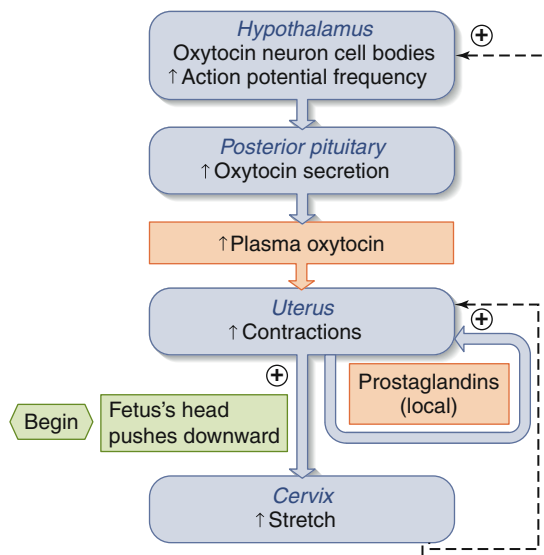 Hypothalamus
Oxytocin neuron cell bodies
↑ Action potential frequency
⊕
Posterior pituitary
↑ Oxytocin secretion
↑ Plasma oxytocin
Uterus
↑ Contractions
⊕
⊕
Prostaglandins
(local)
Begin
Fetus's head
pushes downward
Cervix
↑ Stretch